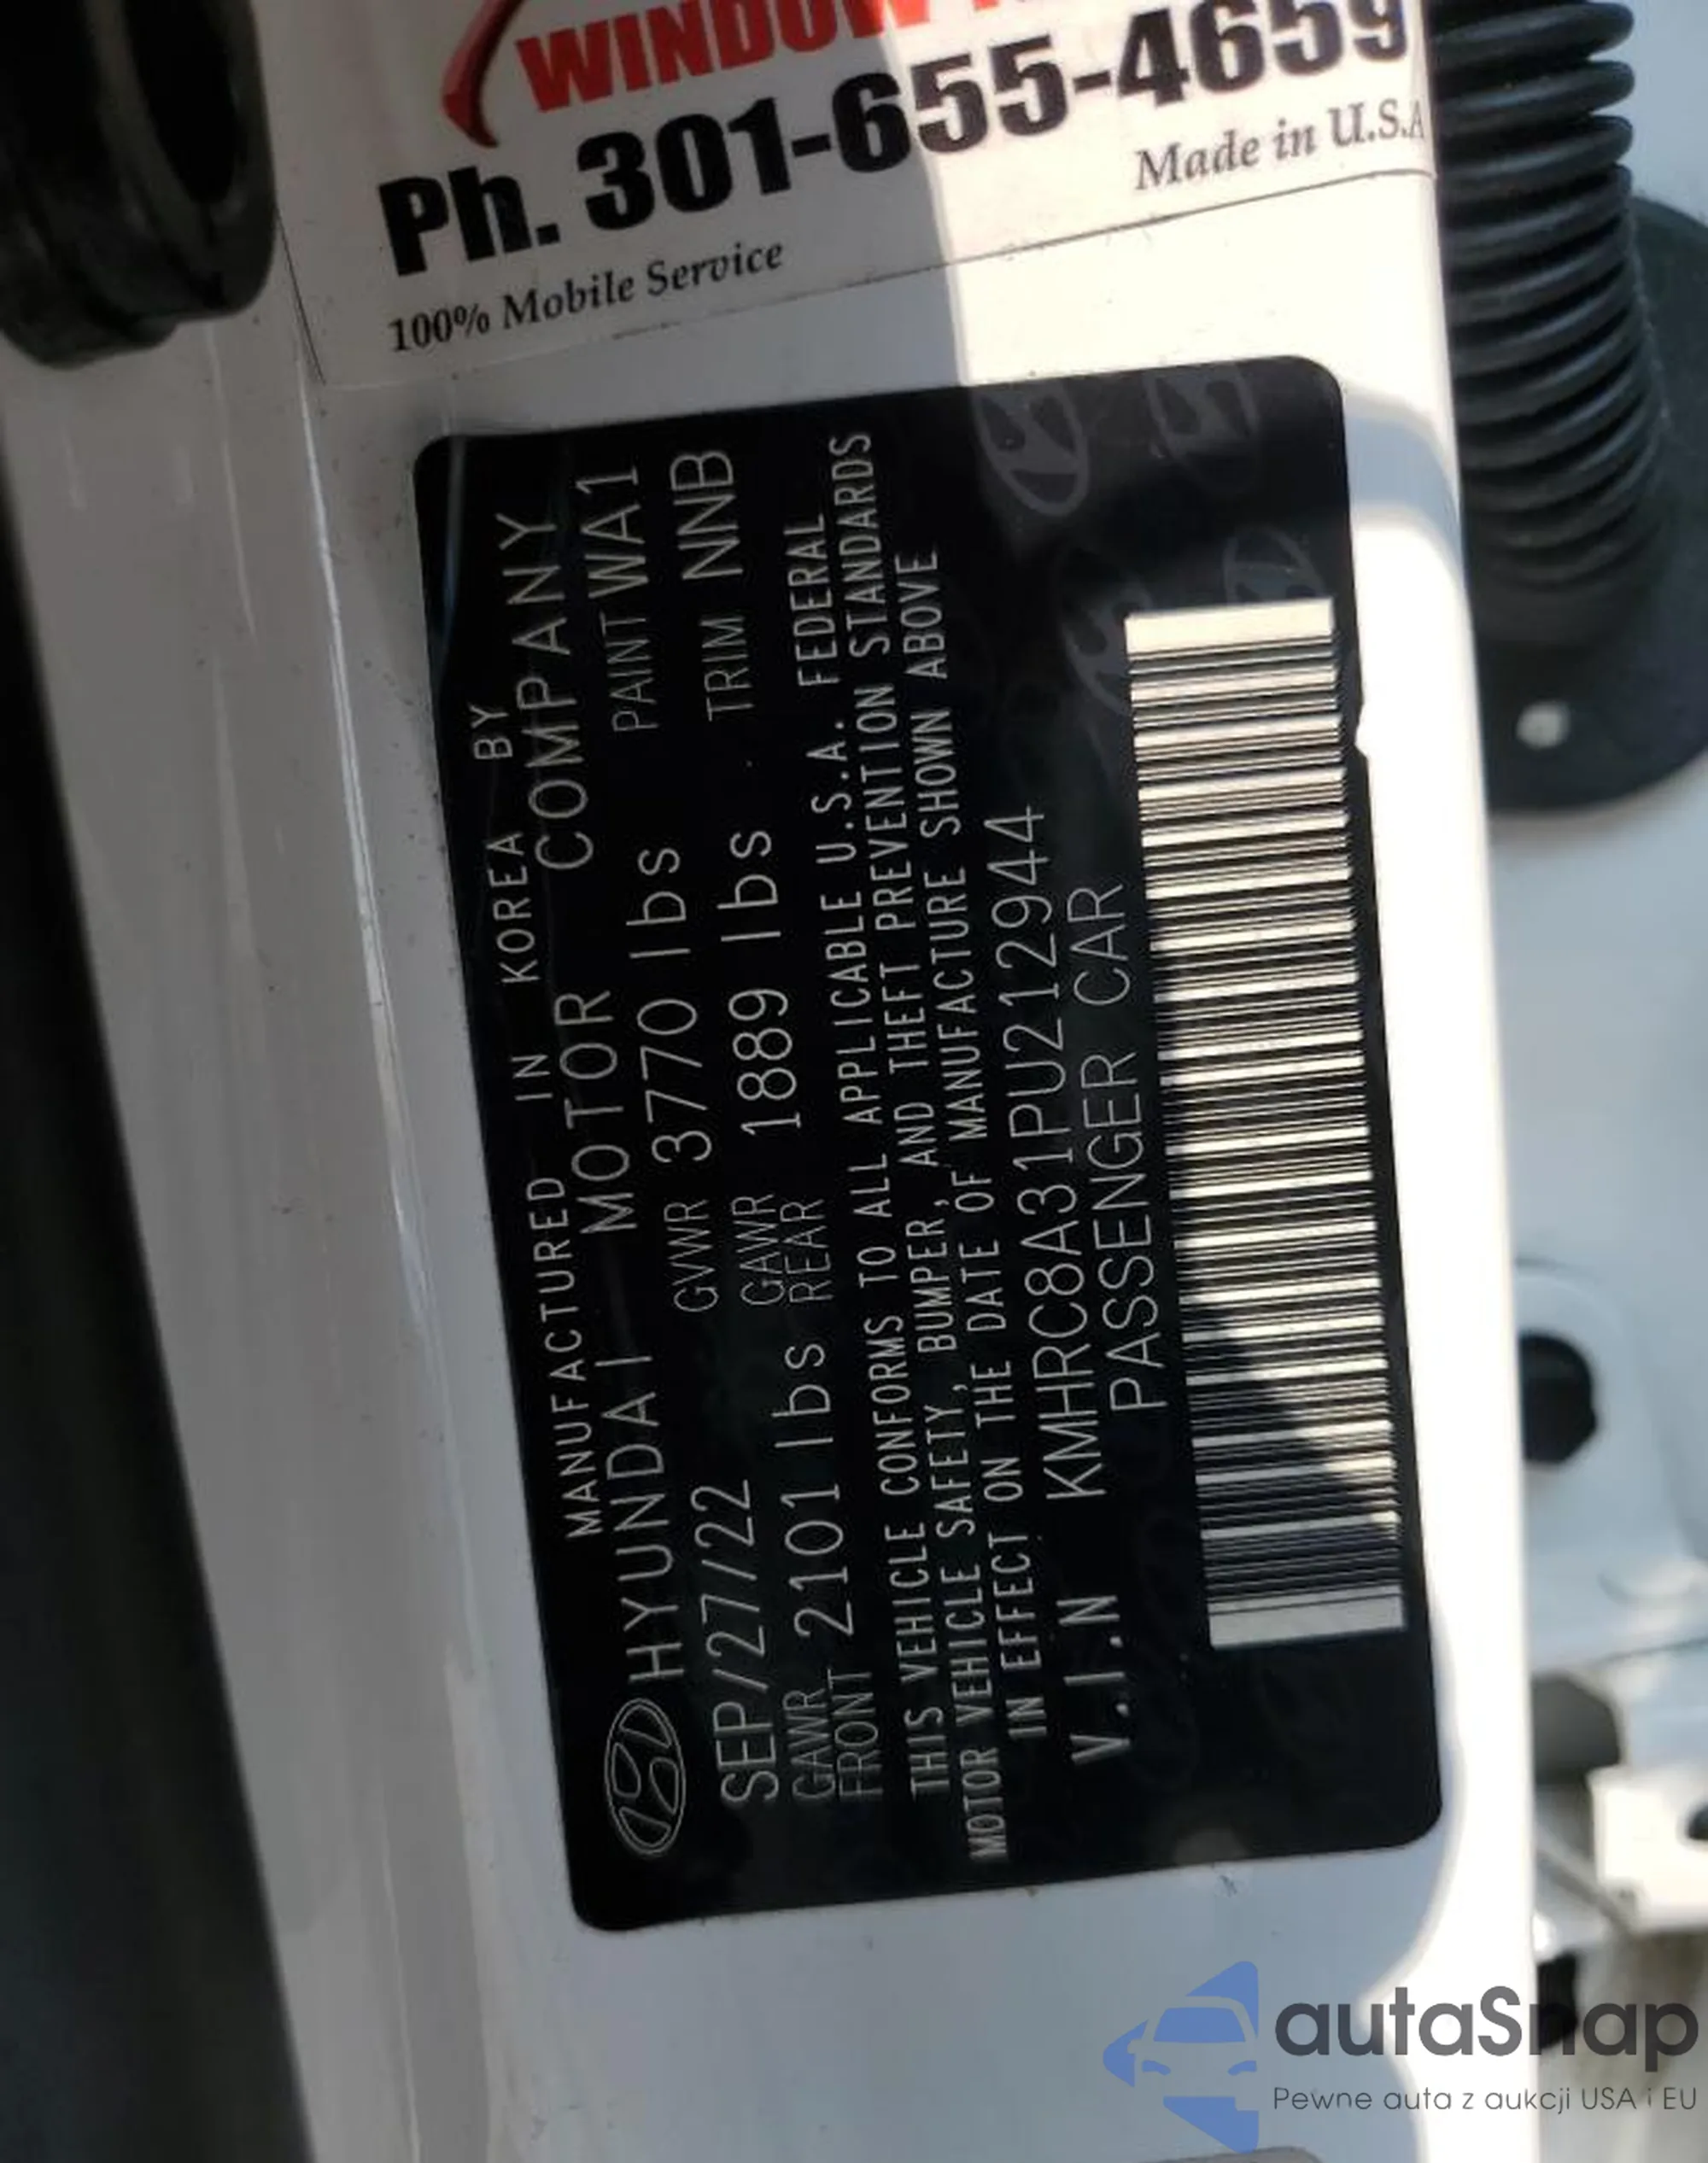 WINDOW
Ph. 301-655-4659
Made in U.S.A
100% Mobile Service
MANUFACTURED IN KOREA BY
HYUNDAI MOTOR COMPANY
SEP/27/22 GVWR 3770 lbs PAINT WA1
GAWR FRONT 2101 lbs GAWR REAR 1889 lbs TRIM NNB
THIS VEHICLE CONFORMS TO ALL APPLICABLE U.S.A. FEDERAL
MOTOR VEHICLE SAFETY, BUMPER, AND THEFT PREVENTION STANDARDS
IN EFFECT ON THE DATE OF MANUFACTURE SHOWN ABOVE
V.I.N KMHRC8A31PU212944
PASSENGER CAR
autaSnap
Pewne auta z aukcji USA i EU